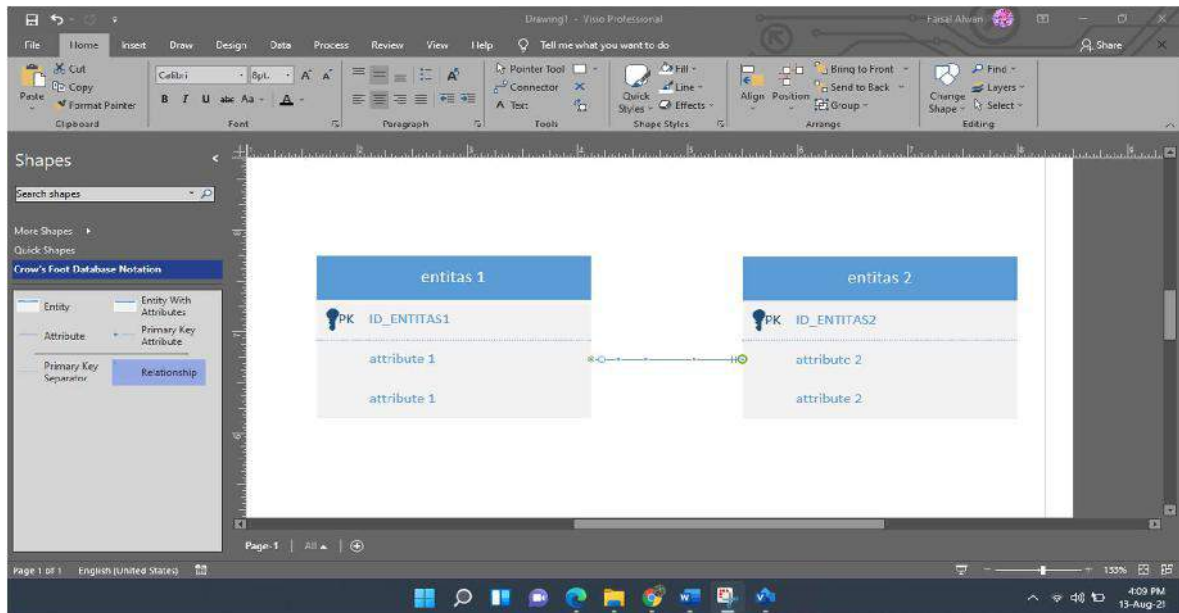 Drawing1 - Visio Professional
Faisal Alwan
File Home Insert Draw Design Data Process Review View Help Tell me what you want to do Share
Paste
Cut
Copy
Format Painter
Clipboard
Calibri 8pt.
B I U abc Aa A
Font
Paragraph
Pointer Tool
Connector
A Text
Tools
Quick Styles
Fill
Line
Effects
Shape Styles
Align Position
Bring to Front
Send to Back
Group
Arrange
Change Shape
Find
Layers
Select
Editing
Shapes
Search shapes
More Shapes
Quick Shapes
Crow's Foot Database Notation
Entity
Entity With Attributes
Attribute
Primary Key Attribute
Primary Key Separator
Relationship
entitas 1
PK ID_ENTITAS1
attribute 1
attribute 1
entitas 2
PK ID_ENTITAS2
attribute 2
attribute 2
Page-1 All
Page 1 of 1 English (United States)
153%
4:09 PM
13-Aug-21